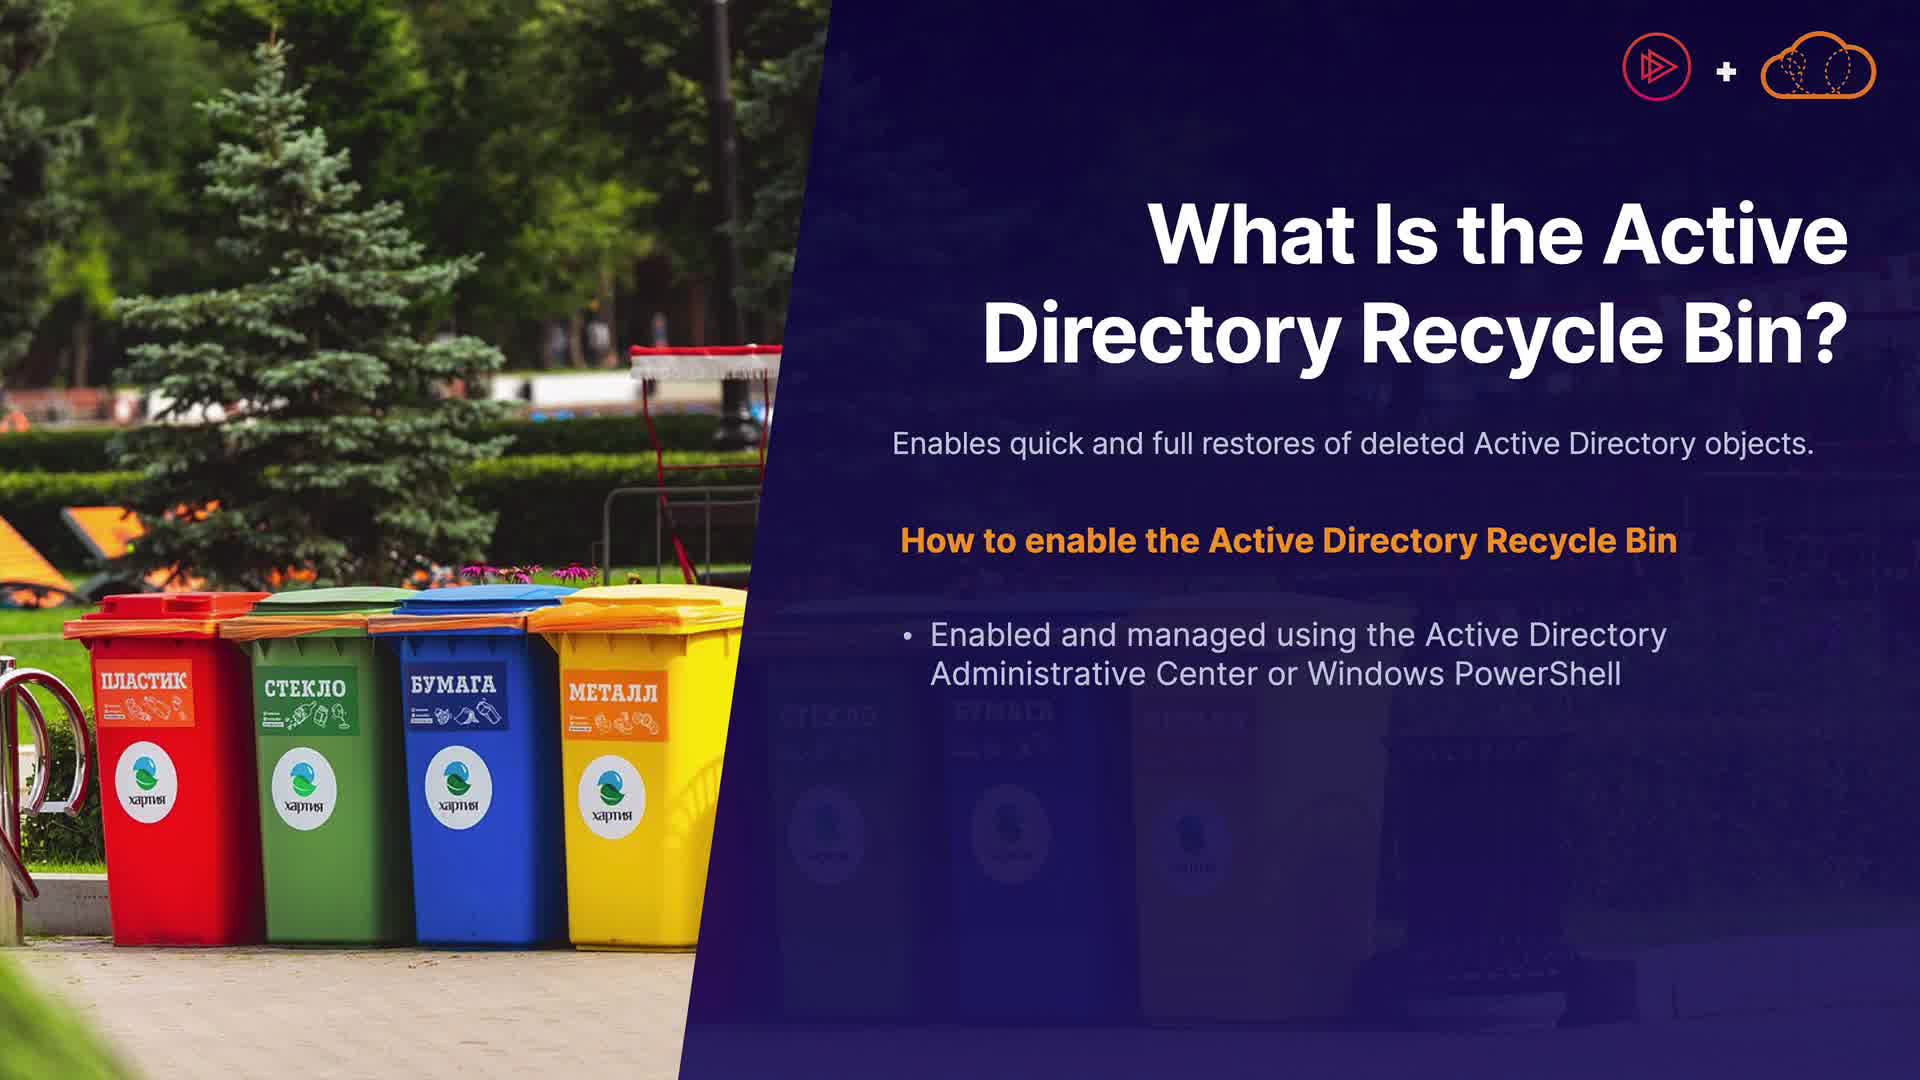 What Is the Active
Directory Recycle Bin?
Enables quick and full restores of deleted Active Directory objects.
How to enable the Active Directory Recycle Bin
• Enabled and managed using the Active Directory
Administrative Center or Windows PowerShell
ПЛАСТИК
СТЕКЛО
БУМАГА
МЕТАЛЛ
хартия
хартия
хартия
хартия